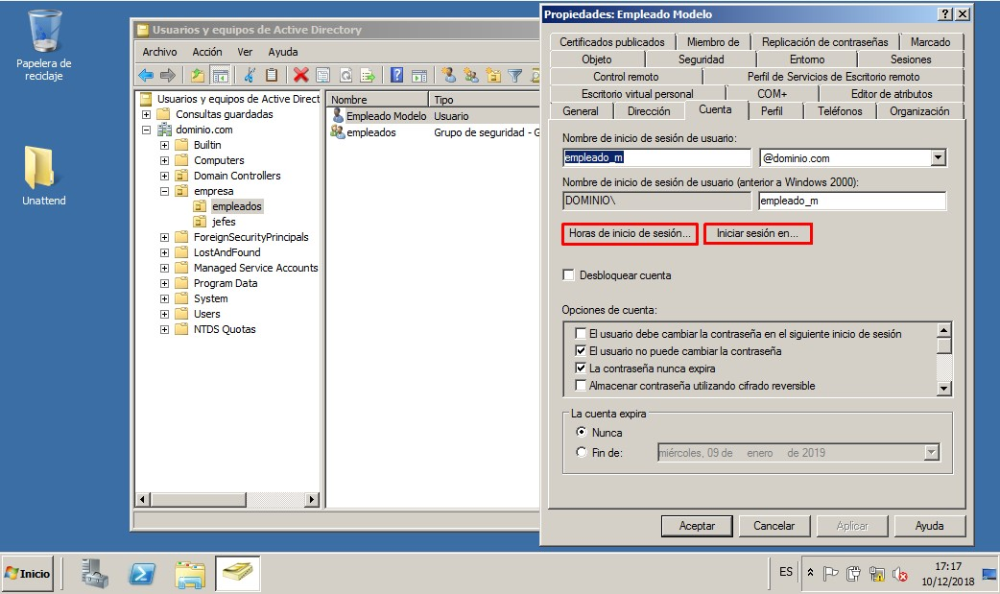 Papelera de
reciclaje
Unattend
Usuarios y equipos de Active Directory
Archivo Acción Ver Ayuda
Usuarios y equipos de Active Direct
Consultas guardadas
dominio.com
Builtin
Computers
Domain Controllers
empresa
empleados
jefes
ForeignSecurityPrincipals
LostAndFound
Managed Service Accounts
Program Data
System
Users
NTDS Quotas
Nombre Tipo
Empleado Modelo Usuario
empleados Grupo de seguridad - G
Propiedades: Empleado Modelo
Certificados publicados Miembro de Replicación de contraseñas Marcado
Objeto Seguridad Entorno Sesiones
Control remoto Perfil de Servicios de Escritorio remoto
Escritorio virtual personal COM+ Editor de atributos
General Dirección Cuenta Perfil Teléfonos Organización
Nombre de inicio de sesión de usuario:
empleado_m @dominio.com
Nombre de inicio de sesión de usuario (anterior a Windows 2000):
DOMINIO\ empleado_m
Horas de inicio de sesión... Iniciar sesión en...
Desbloquear cuenta
Opciones de cuenta:
El usuario debe cambiar la contraseña en el siguiente inicio de sesión
El usuario no puede cambiar la contraseña
La contraseña nunca expira
Almacenar contraseña utilizando cifrado reversible
La cuenta expira
Nunca
Fin de: miércoles, 09 de enero de 2019
Aceptar Cancelar Aplicar Ayuda
Inicio
ES
17:17
10/12/2018